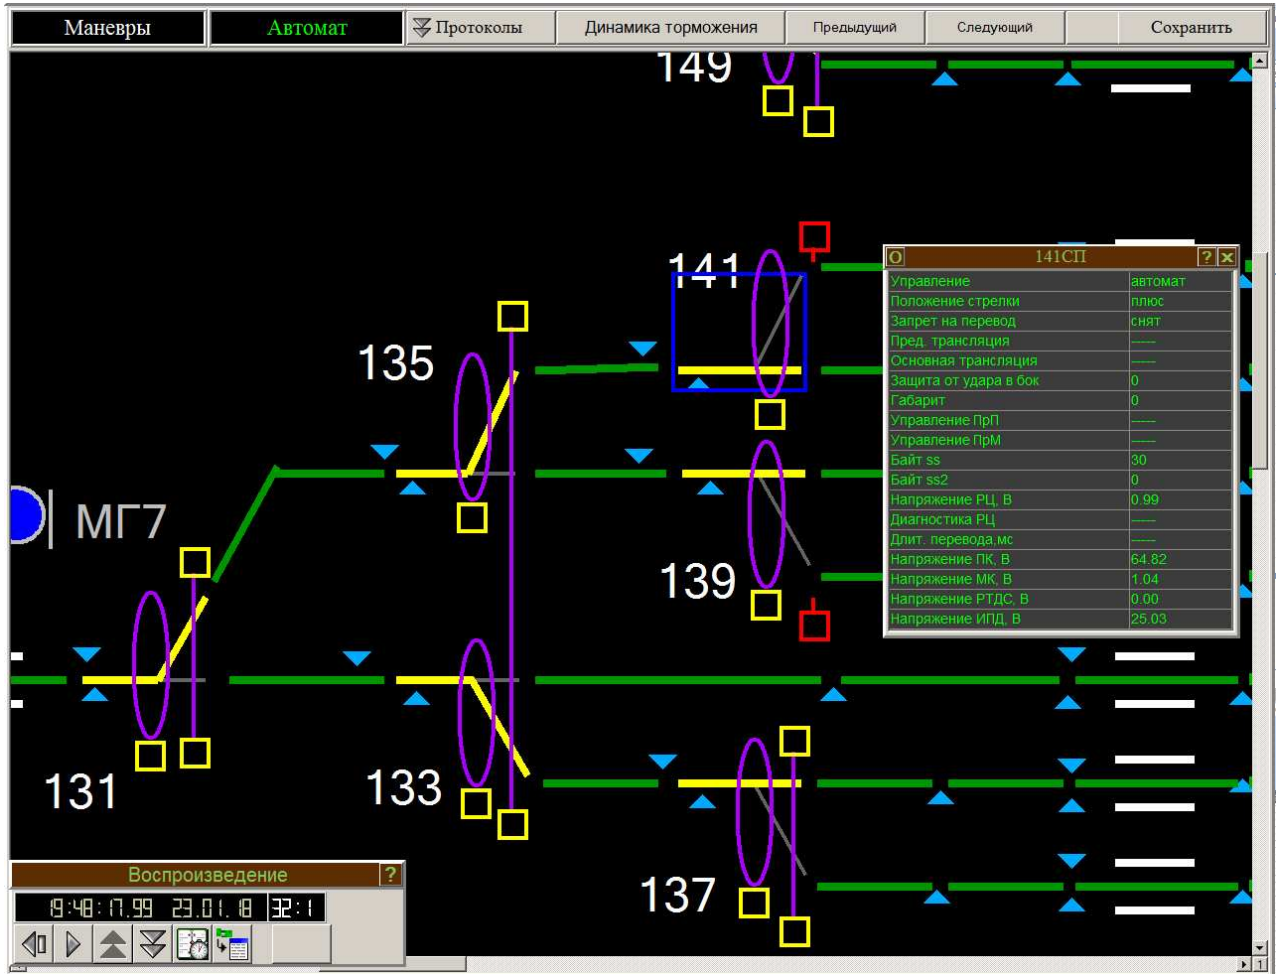 Маневры Автомат Протоколы Динамика торможения Предыдущий Следующий Сохранить
149
141
135
МГ7
139
131
133
137
О 141СП ? x
Управление автомат
Положение стрелки плюс
Запрет на перевод снят
Пред. трансляция -----
Основная трансляция -----
Защита от удара в бок 0
Габарит 0
Управление ПрП -----
Управление ПрМ -----
Байт ss 30
Байт ss2 0
Напряжение РЦ, В 0.99
Диагностика РЦ -----
Длит. перевода,мс -----
Напряжение ПК, В 64.82
Напряжение МК, В 1.04
Напряжение РТДС, В 0.00
Напряжение ИПД, В 25.03
Воспроизведение ?
19:48:17.99 23.01.18 32:1
1